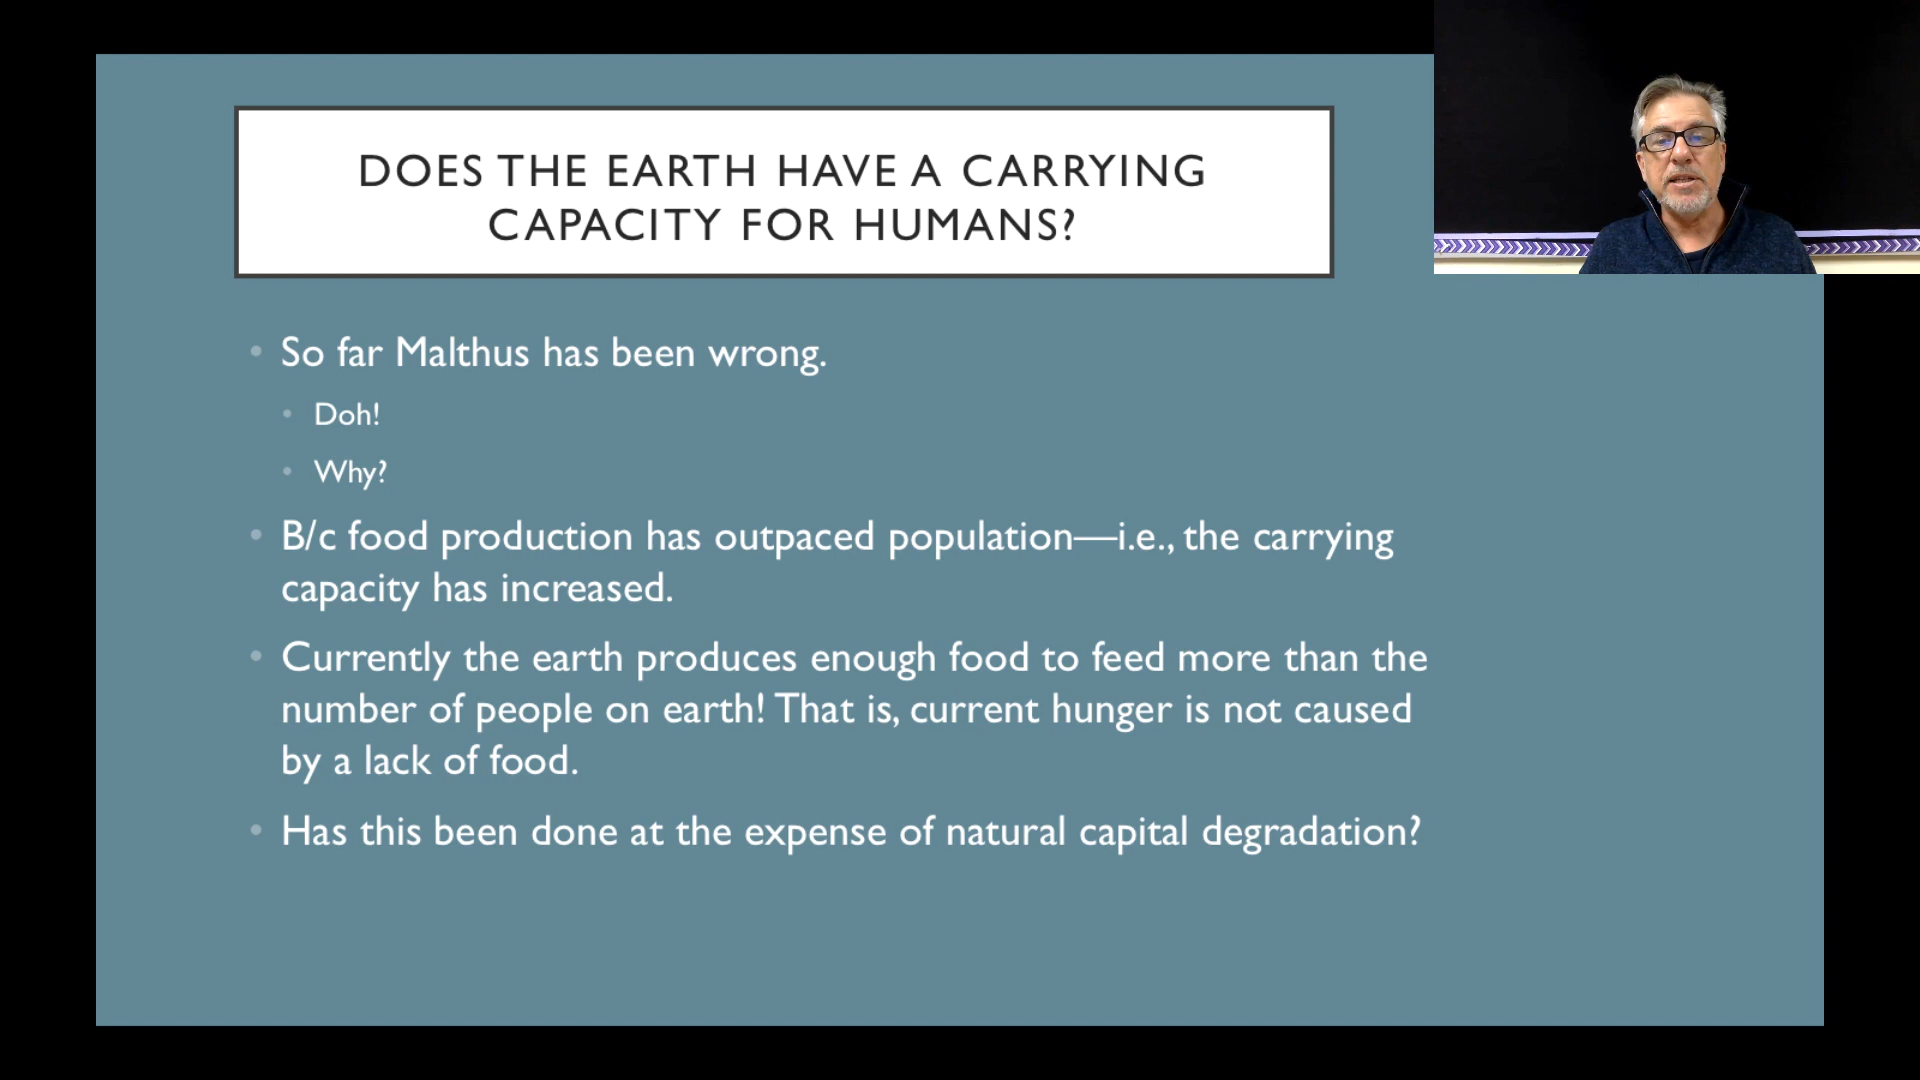 DOES THE EARTH HAVE A CARRYING
CAPACITY FOR HUMANS?
• So far Malthus has been wrong.
• Doh!
• Why?
• B/c food production has outpaced population—i.e., the carrying
capacity has increased.
• Currently the earth produces enough food to feed more than the
number of people on earth! That is, current hunger is not caused
by a lack of food.
• Has this been done at the expense of natural capital degradation?